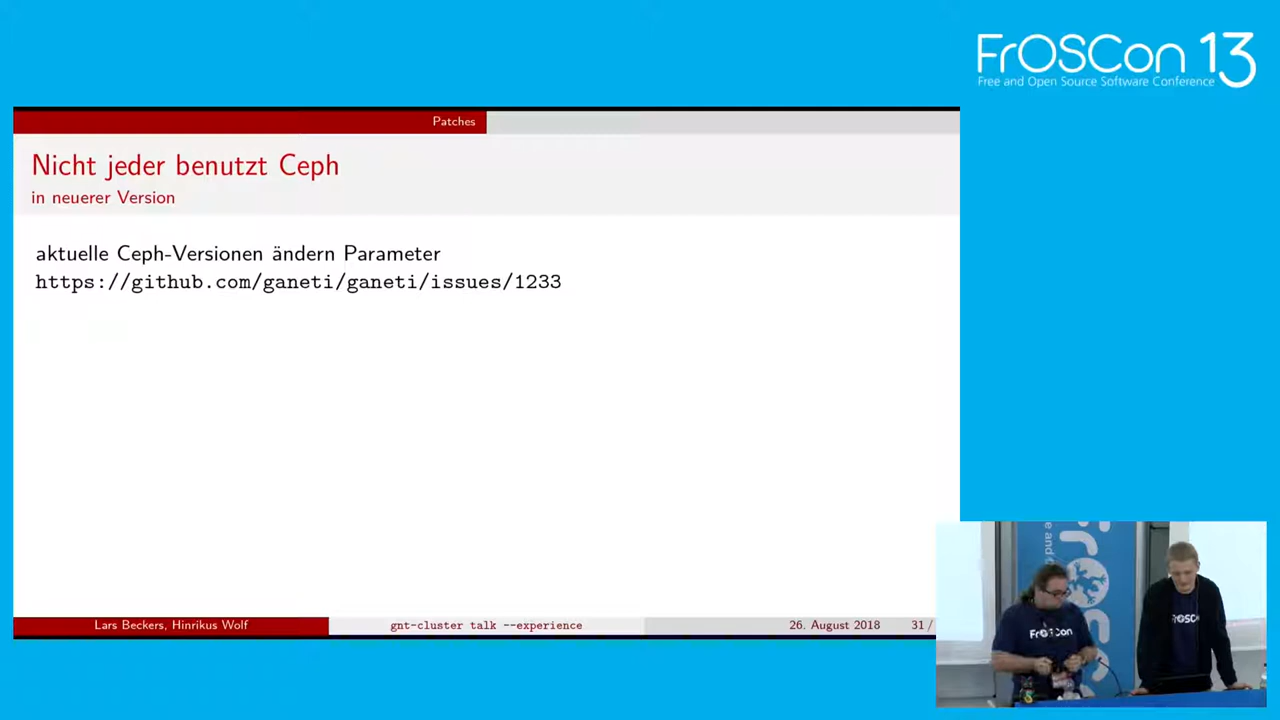 FrOSCon 13
Free and Open Source Software Conference
Patches
Nicht jeder benutzt Ceph
in neuerer Version
aktuelle Ceph-Versionen ändern Parameter
https://github.com/ganeti/ganeti/issues/1233
Lars Beckers, Hinrikus Wolf
gnt-cluster talk --experience
26. August 2018
31 /
FrOSCon